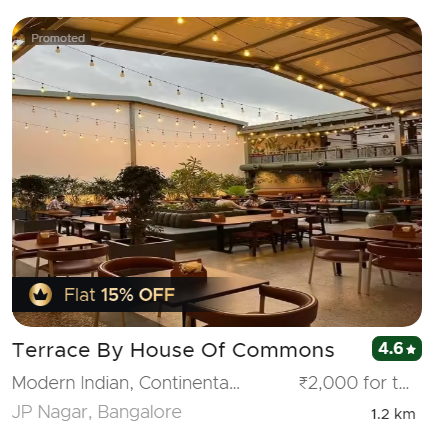 Promoted
Flat 15% OFF
Terrace By House Of Commons
4.6★
Modern Indian, Continenta...
₹2,000 for t...
JP Nagar, Bangalore
1.2 km